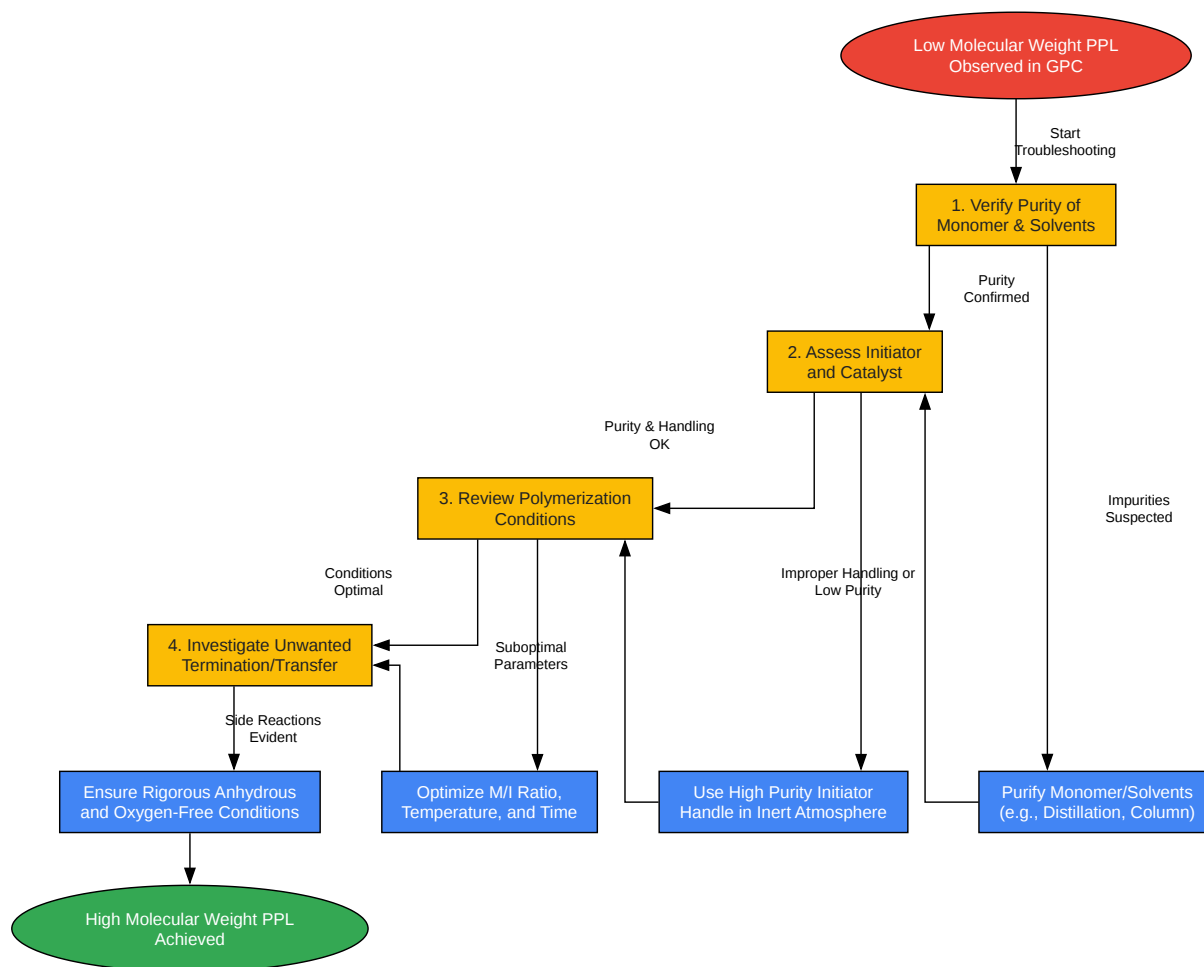 Low Molecular Weight PPL
Observed in GPC
Start
Troubleshooting
1. Verify Purity of
Monomer & Solvents
Purity
Confirmed
2. Assess Initiator
and Catalyst
Purity & Handling
OK
3. Review Polymerization
Conditions
Impurities
Suspected
Conditions
Optimal
Improper Handling or
Low Purity
4. Investigate Unwanted
Termination/Transfer
Suboptimal
Parameters
Side Reactions
Evident
Ensure Rigorous Anhydrous
and Oxygen-Free Conditions
Optimize M/I Ratio,
Temperature, and Time
Use High Purity Initiator
Handle in Inert Atmosphere
Purify Monomer/Solvents
(e.g., Distillation, Column)
High Molecular Weight PPL
Achieved